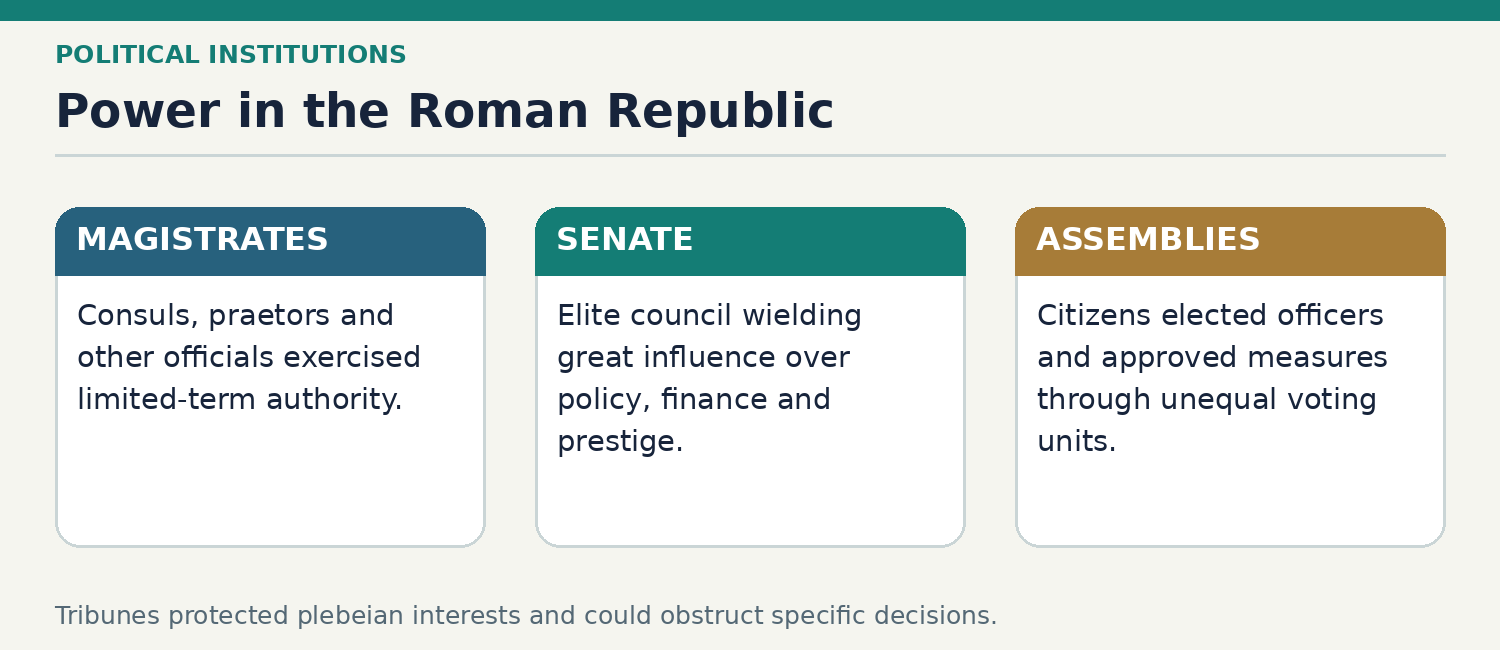 POLITICAL INSTITUTIONS
Power in the Roman Republic
MAGISTRATES
Consuls, praetors and
other officials exercised
limited-term authority.
SENATE
Elite council wielding
great influence over
policy, finance and
prestige.
ASSEMBLIES
Citizens elected officers
and approved measures
through unequal voting
units.
Tribunes protected plebeian interests and could obstruct specific decisions.